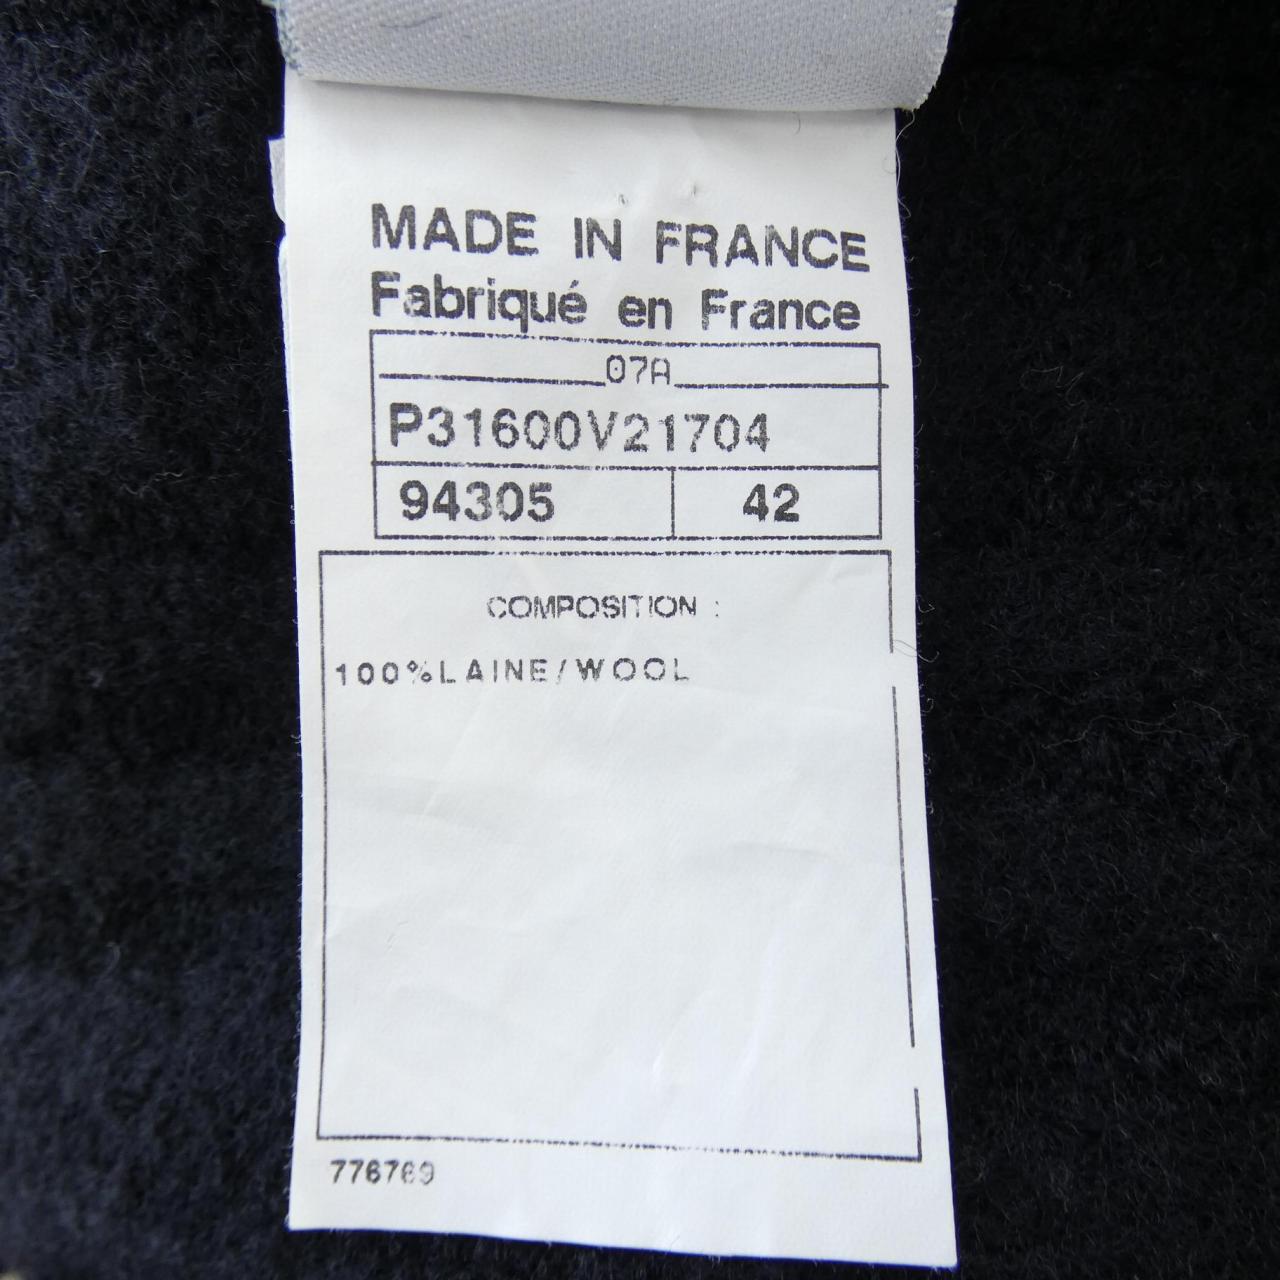 MADE IN FRANCE
Fabriqué en France
07A
P31600V21704
94305 42
COMPOSITION :
100%LAINE/WOOL
776769